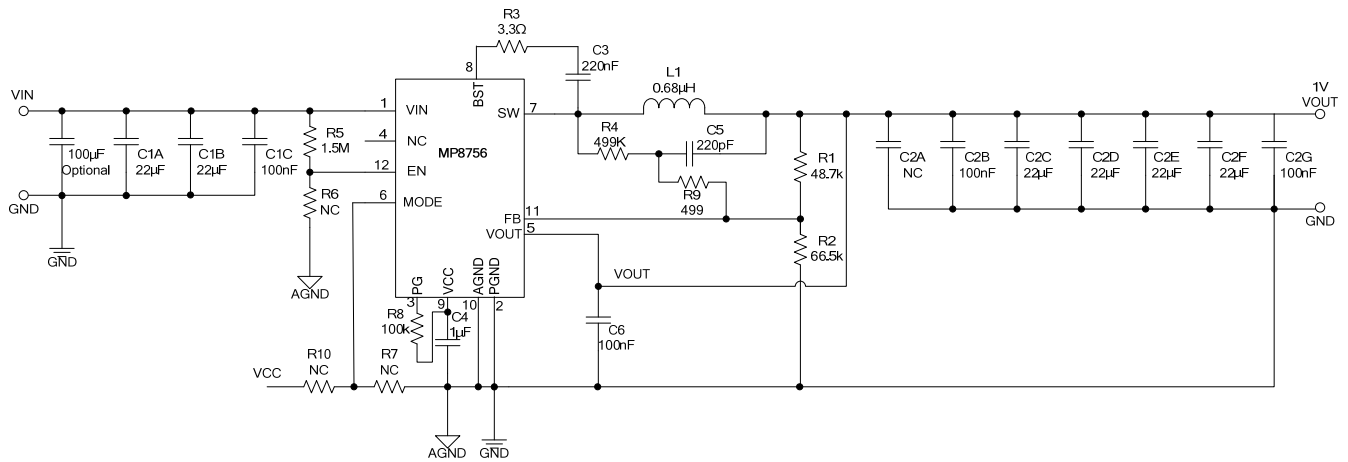 R3
3.3Ω
C3
220nF
8
BST
L1
0.68µH
VIN
1
VIN
SW
7
1V
VOUT
4
NC
MP8756
R5
1.5M
R4
499K
C5
220pF
100µF
Optional
C1A
22µF
C1B
22µF
C1C
100nF
12
EN
R1
48.7k
C2A
NC
C2B
100nF
C2C
22µF
C2D
22µF
C2E
22µF
C2F
22µF
C2G
100nF
R6
NC
6
MODE
R9
499
GND
FB
11
GND
VOUT
5
R2
66.5k
GND
AGND
PG
VCC
AGND
PGND
VOUT
3
9
10
2
R8
100k
C4
1µF
C6
100nF
VCC
R10
NC
R7
NC
AGND
GND